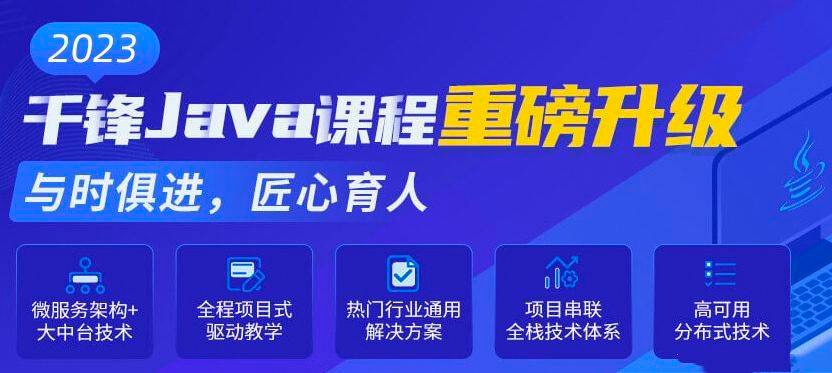 2023
千锋Java课程重磅升级
与时俱进，匠心育人
微服务架构+
大中台技术
全程项目式
驱动教学
热门行业通用
解决方案
项目串联
全栈技术体系
高可用
分布式技术